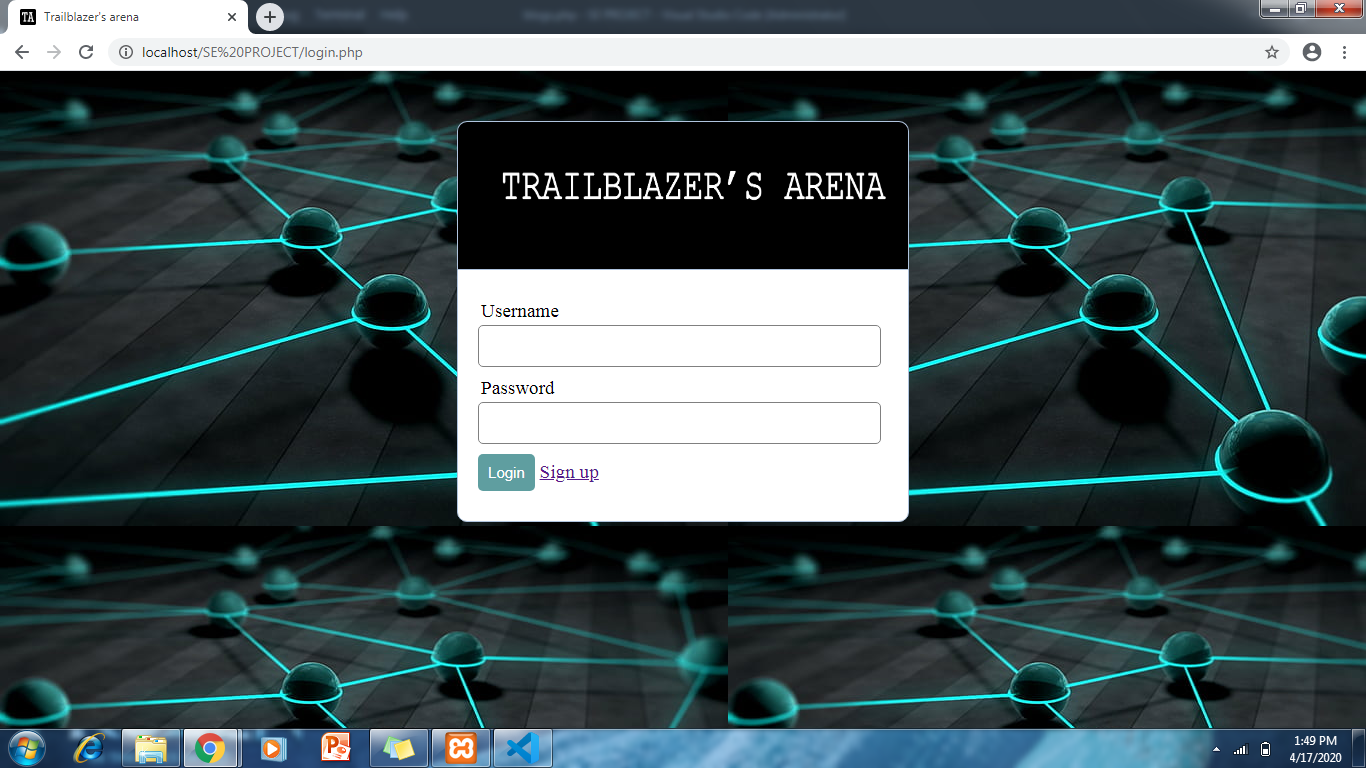 TA Trailblazer's arena
localhost/SE%20PROJECT/login.php
TRAILBLAZER'S ARENA
Username
Password
Login Sign up
1:49 PM
4/17/2020